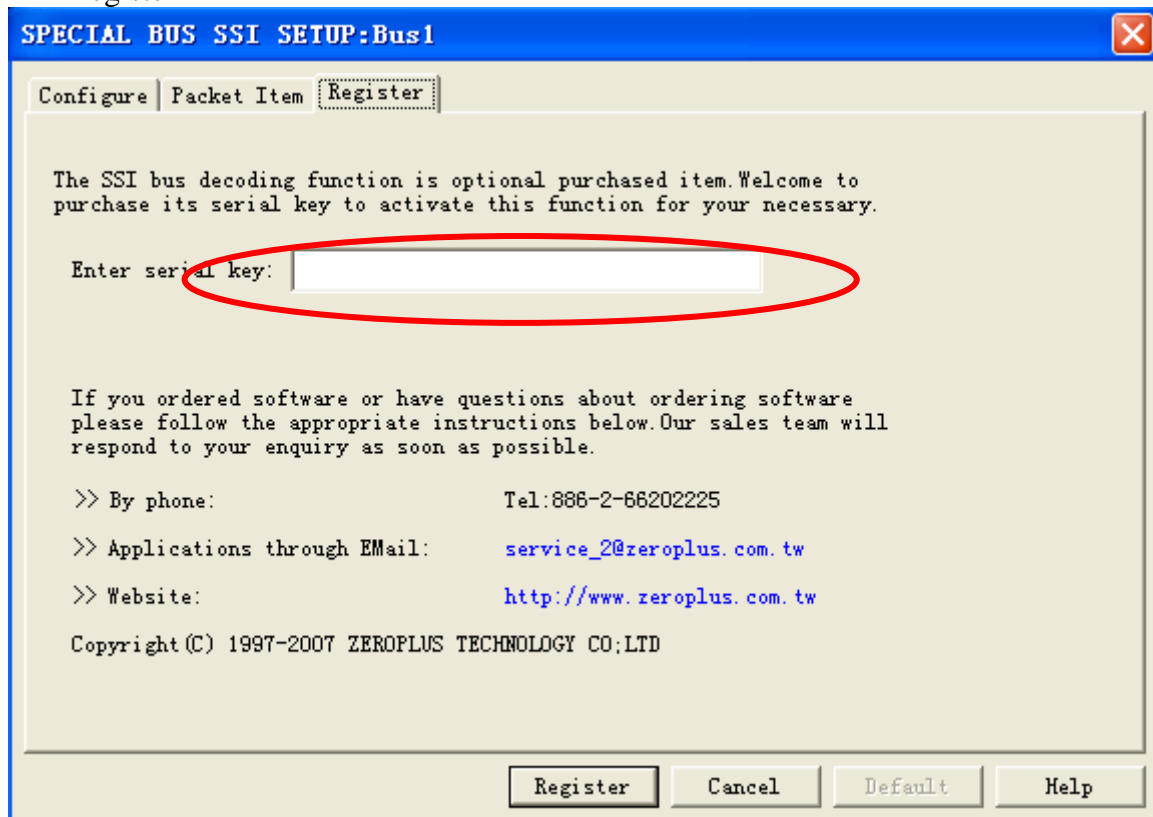 SPECIAL BUS SSI SETUP:Bus1
Configure Packet Item Register
The SSI bus decoding function is optional purchased item.Welcome to
purchase its serial key to activate this function for your necessary.
Enter serial key:
If you ordered software or have questions about ordering software
please follow the appropriate instructions below.Our sales team will
respond to your enquiry as soon as possible.
>> By phone: Tel:886-2-66202225
>> Applications through EMail: service_2@zeroplus.com.tw
>> Website: http://www.zeroplus.com.tw
Copyright(C) 1997-2007 ZEROPLUS TECHNOLOGY CO;LTD
Register Cancel Default Help